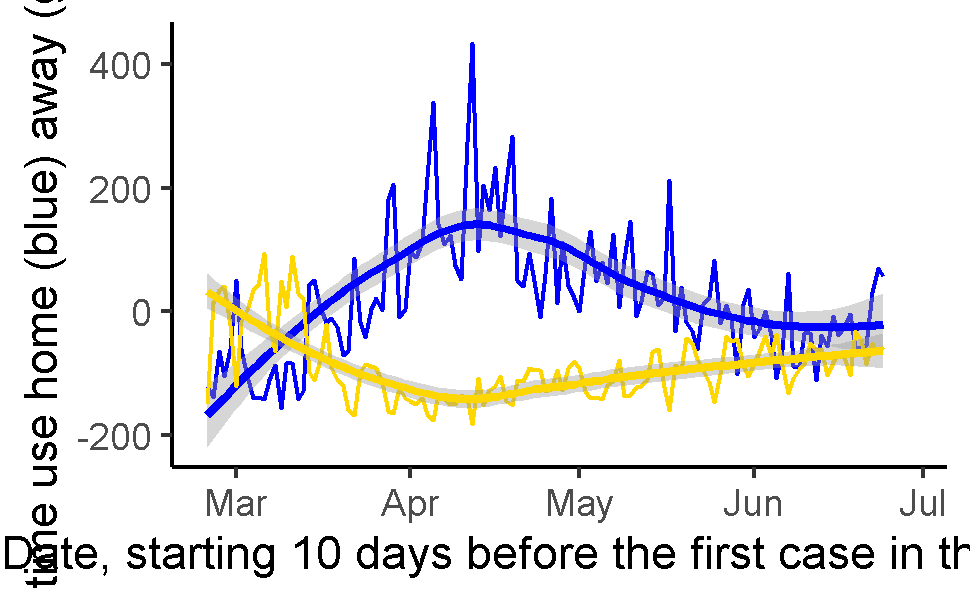 time use home (blue) away (
400
200
0
-200
Mar Apr May Jun Jul
Date, starting 10 days before the first case in th